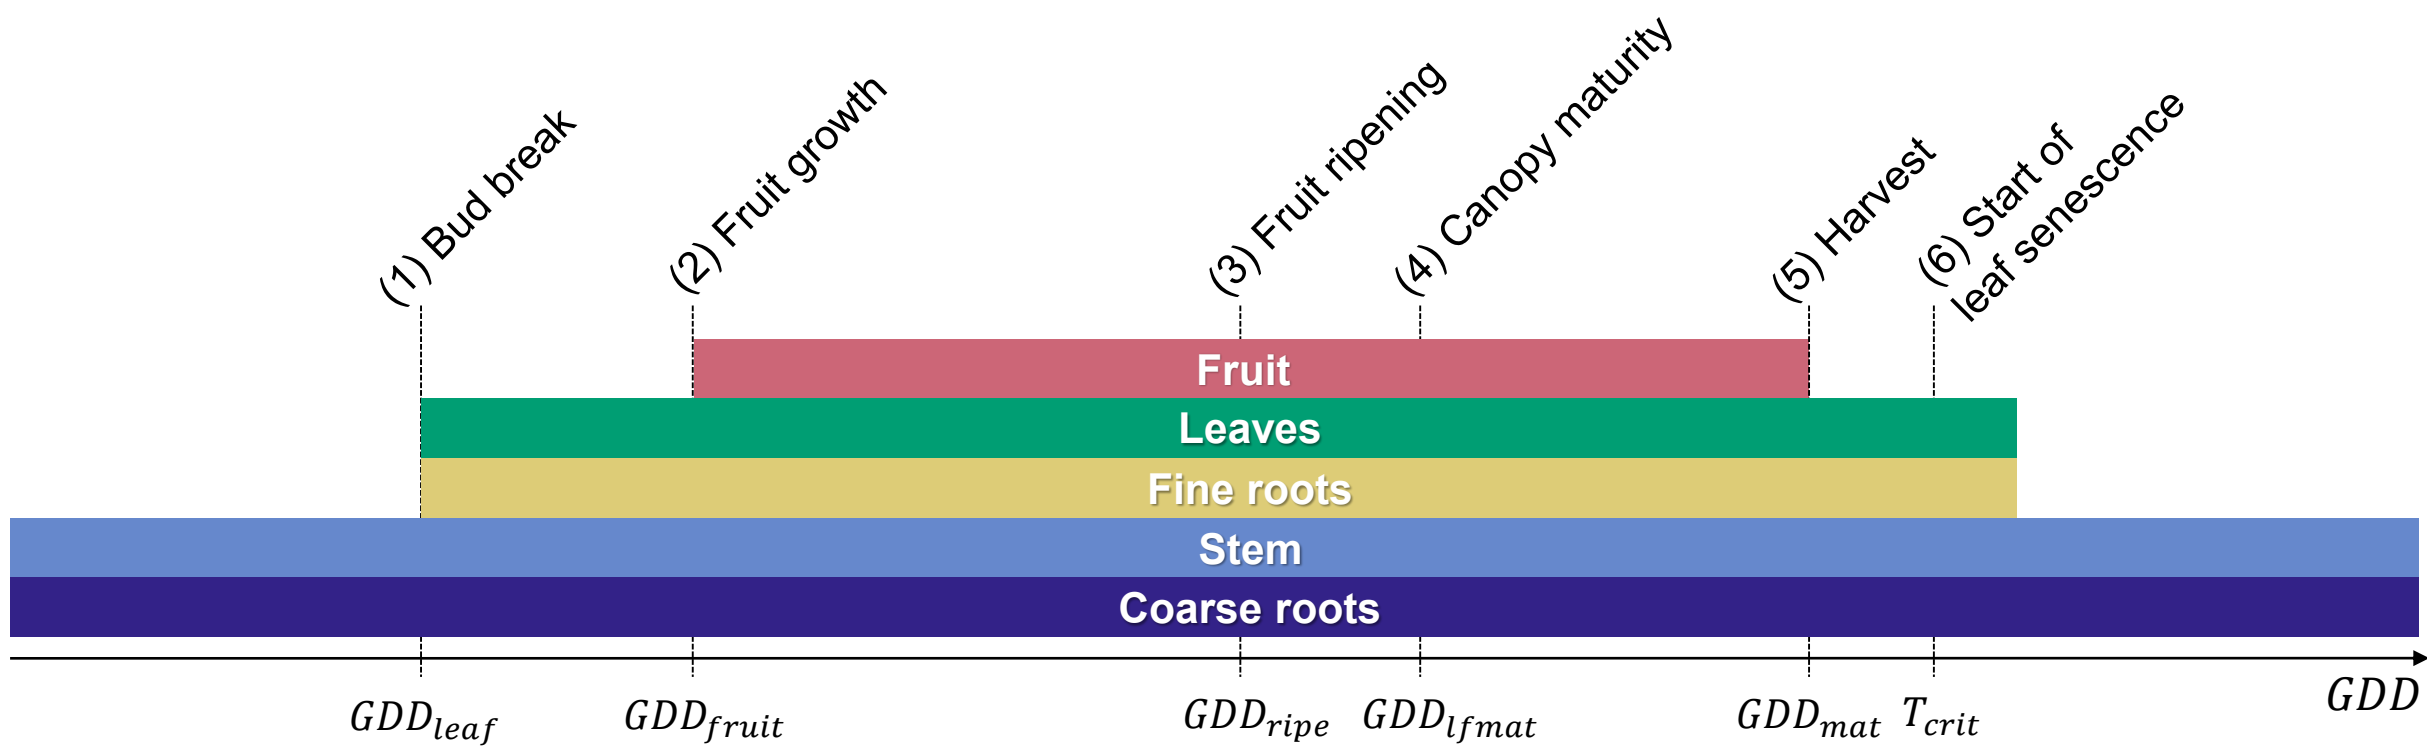 (1) Bud break
(2) Fruit growth
(3) Fruit ripening
(4) Canopy maturity
(5) Harvest
(6) Start of
leaf senescence
Fruit
Leaves
Fine roots
Stem
Coarse roots
GDD
GDD_leaf
GDD_fruit
GDD_ripe
GDD_lfmat
GDD_mat
T_crit